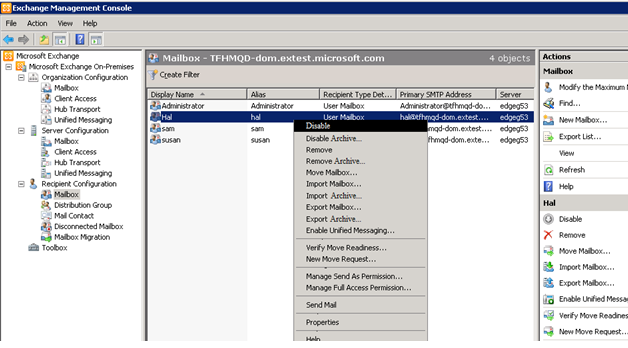 Exchange Management Console
File Action View Help
Microsoft Exchange
Microsoft Exchange On-Premises
Organization Configuration
Mailbox
Client Access
Hub Transport
Unified Messaging
Server Configuration
Mailbox
Client Access
Hub Transport
Unified Messaging
Recipient Configuration
Mailbox
Distribution Group
Mail Contact
Disconnected Mailbox
Mailbox Migration
Toolbox
Mailbox - TFHMQD-dom.extest.microsoft.com 4 objects
Create Filter
Display Name Alias Recipient Type Det... Primary SMTP Address Server
Administrator Administrator User Mailbox Administrator@tfhmqd-do... edgeg53
Hal hal User Mailbox hal@tfhmqd-dom.extest.... edgeg53
sam sam mqd-dom.extest... edgeg53
susan susan fhmqd-dom.exte... edgeg53
Disable
Disable Archive...
Remove
Remove Archive...
Move Mailbox...
Import Mailbox...
Import Archive...
Export Mailbox...
Export Archive...
Enable Unified Messaging...
Verify Move Readiness...
New Move Request...
Manage Send As Permission...
Manage Full Access Permission...
Send Mail
Properties
Help
Actions
Mailbox
Modify the Maximum N
Find...
New Mailbox...
Export List...
View
Refresh
Help
Hal
Disable
Remove
Move Mailbox...
Import Mailbox...
Export Mailbox...
Enable Unified Messa
Verify Move Readines
New Move Request...